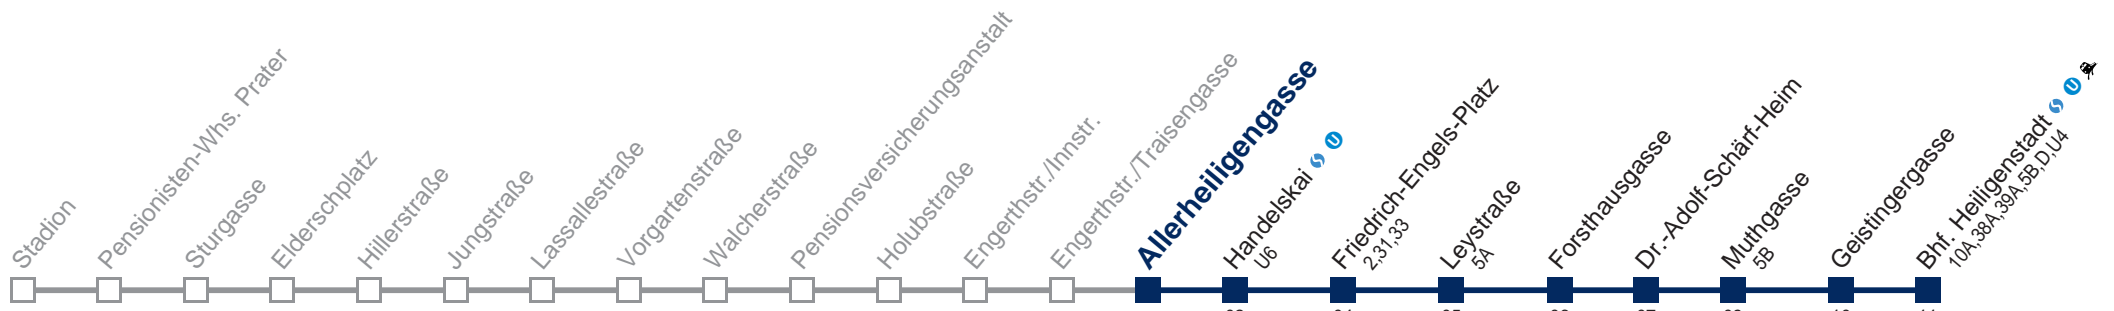 Stadion
Pensionisten-Whs. Prater
Sturgasse
Elderschplatz
Hillerstraße
Jungstraße
Lassallestraße
Vorgartenstraße
Walcherstraße
Pensionsversicherungsanstalt
Holubstraße
Engerthstr./Innstr.
Engerthstr./Traisengasse
Allerheiligengasse
Handelskai S U
U6
Friedrich-Engels-Platz
2,31,33
Leystraße
5A
Forsthausgasse
Dr.-Adolf-Schärf-Heim
Muthgasse
5B
Geistingergasse
Bhf. Heiligenstadt S U
10A,38A,39A,5B,D,U4